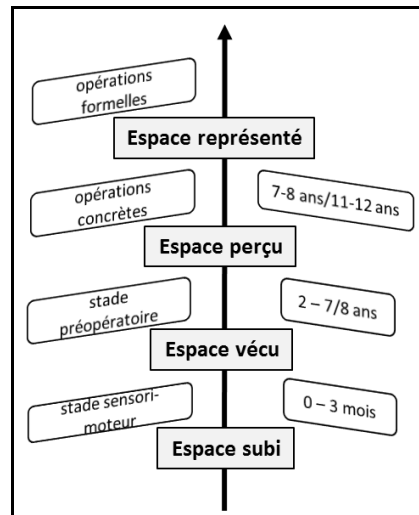 opérations
formelles
Espace représenté
opérations
concrètes
7-8 ans/11-12 ans
Espace perçu
stade
préopératoire
2 – 7/8 ans
Espace vécu
stade sensori-
moteur
0 – 3 mois
Espace subi